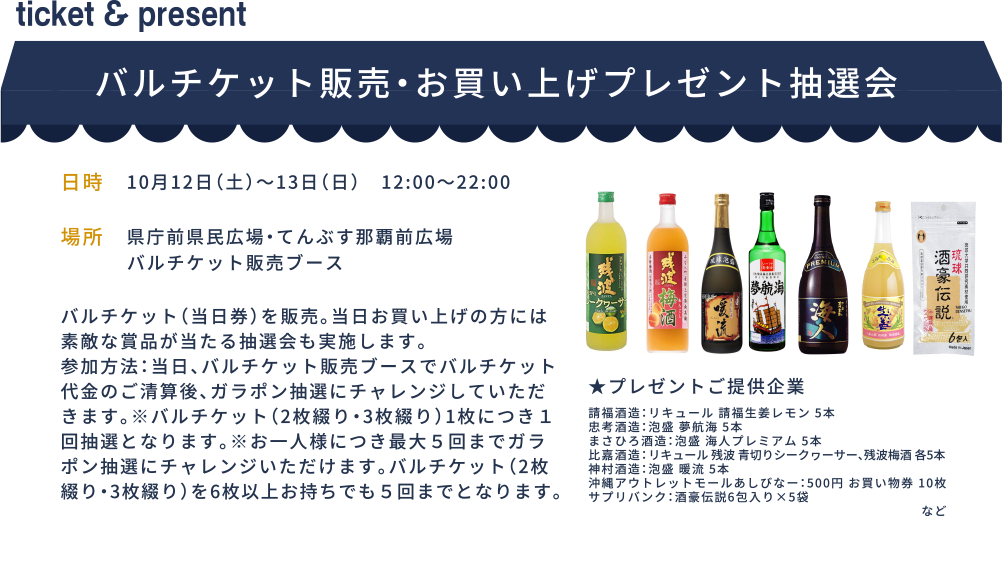 ticket & present
バルチケット販売・お買い上げプレゼント抽選会
日時 10月12日(土)〜13日(日) 12:00〜22:00
場所 県庁前県民広場・てんぶす那覇前広場
バルチケット販売ブース
バルチケット(当日券)を販売。当日お買い上げの方には
素敵な賞品が当たる抽選会も実施します。
参加方法:当日、バルチケット販売ブースでバルチケット
代金のご清算後、ガラポン抽選にチャレンジしていただ
きます。※バルチケット(2枚綴り・3枚綴り)1枚につき１
回抽選となります。※お一人様につき最大５回までガラ
ポン抽選にチャレンジいただけます。バルチケット(2枚
綴り・3枚綴り)を6枚以上お持ちでも５回までとなります。
残波
シークヮーサー
残波
梅酒
琉球泡盛
暖流
夢航海
PREMIUM
海人
琉球
酒豪伝説
6包入
★プレゼントご提供企業
請福酒造:リキュール 請福生姜レモン 5本
忠考酒造:泡盛 夢航海 5本
まさひろ酒造:泡盛 海人プレミアム 5本
比嘉酒造:リキュール 残波 青切りシークヮーサー、残波梅酒 各5本
神村酒造:泡盛 暖流 5本
沖縄アウトレットモールあしびなー:500円 お買い物券 10枚
サプリバンク:酒豪伝説6包入り×5袋
など